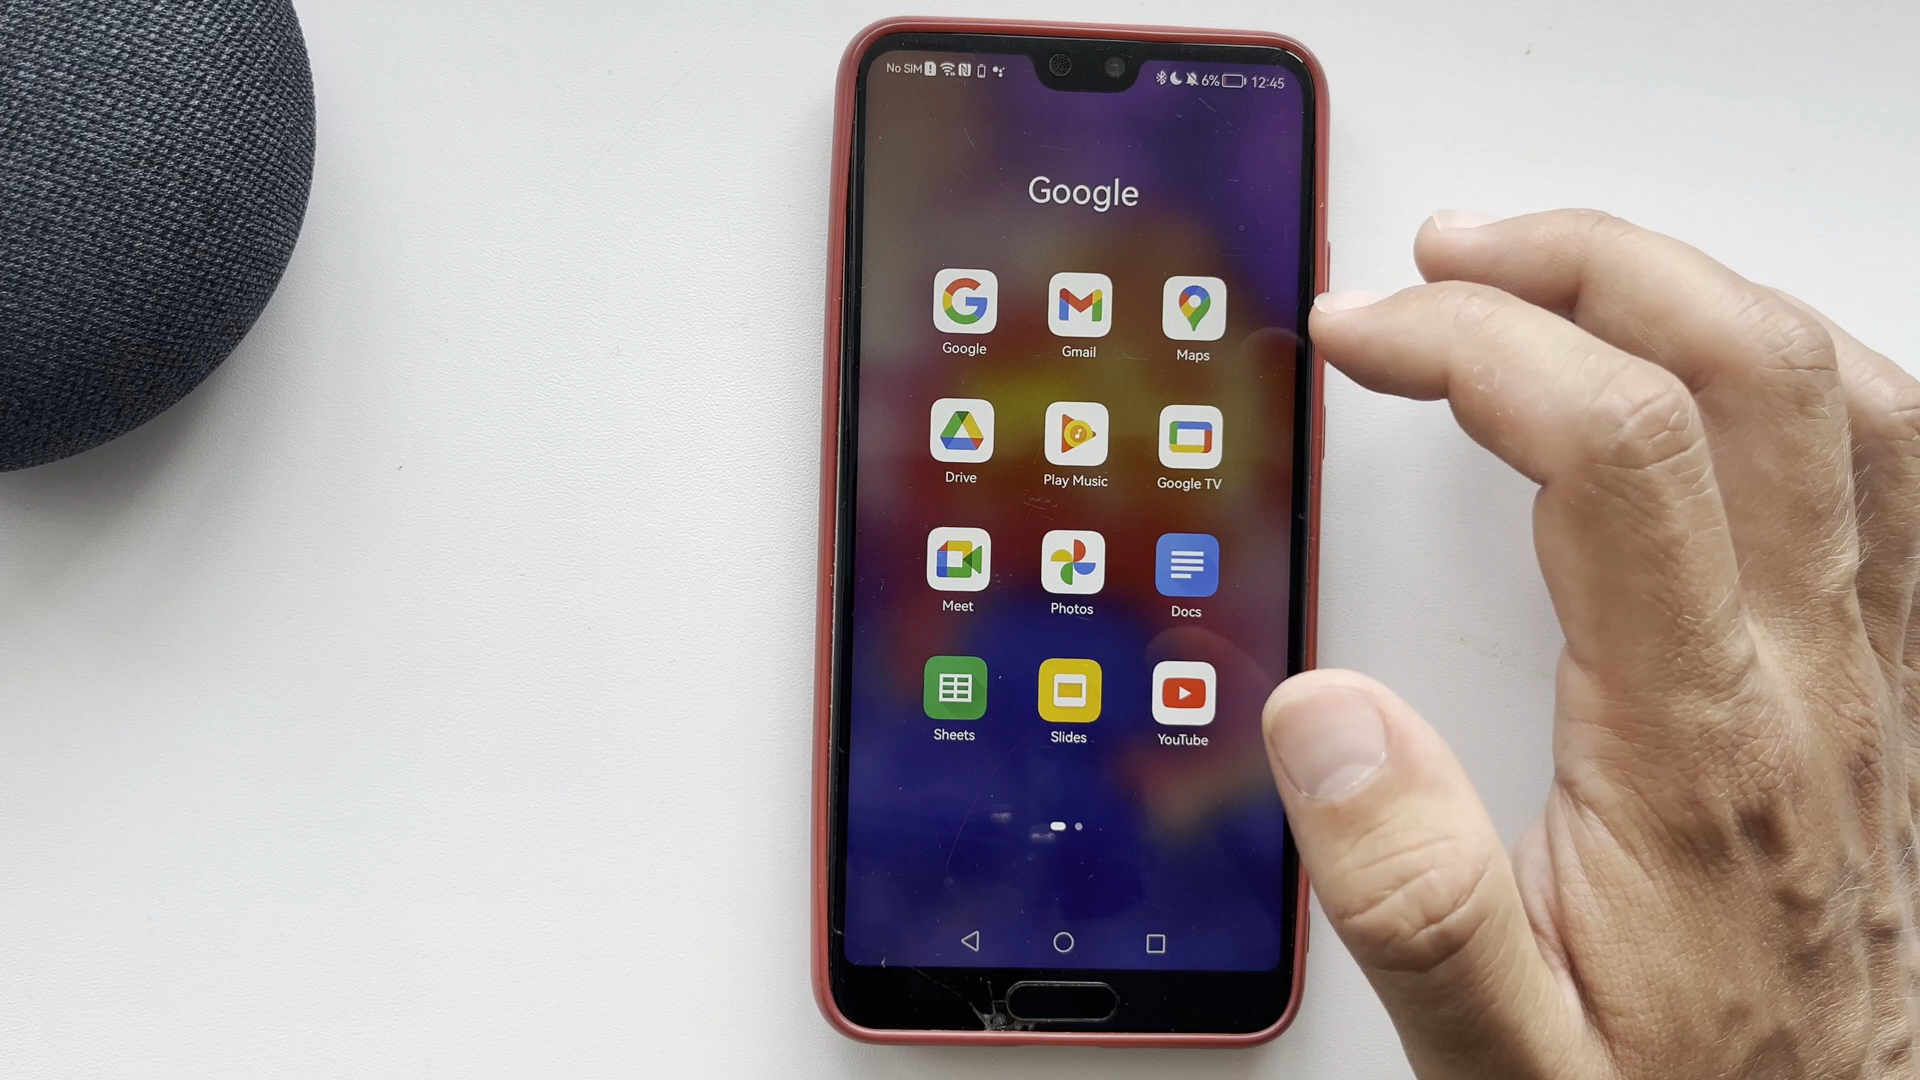 No SIM 6% 12:45
Google
Google Gmail Maps
Drive Play Music Google TV
Meet Photos Docs
Sheets Slides YouTube